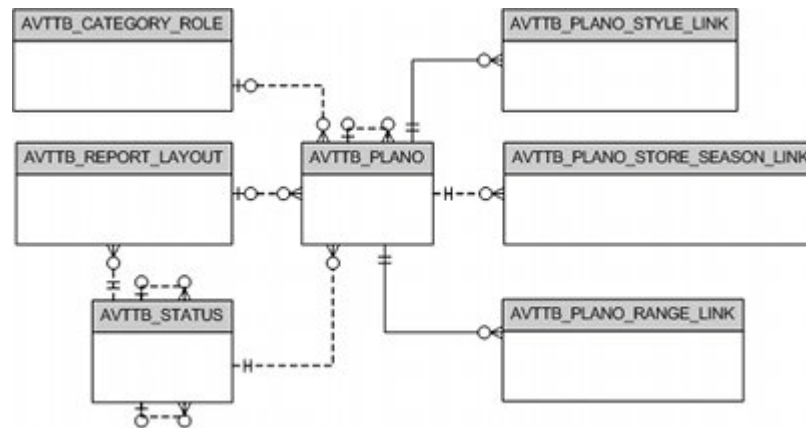 AVTTB_CATEGORY_ROLE
AVTTB_PLANO_STYLE_LINK
AVTTB_REPORT_LAYOUT
AVTTB_PLANO
AVTTB_PLANO_STORE_SEASON_LINK
AVTTB_STATUS
AVTTB_PLANO_RANGE_LINK